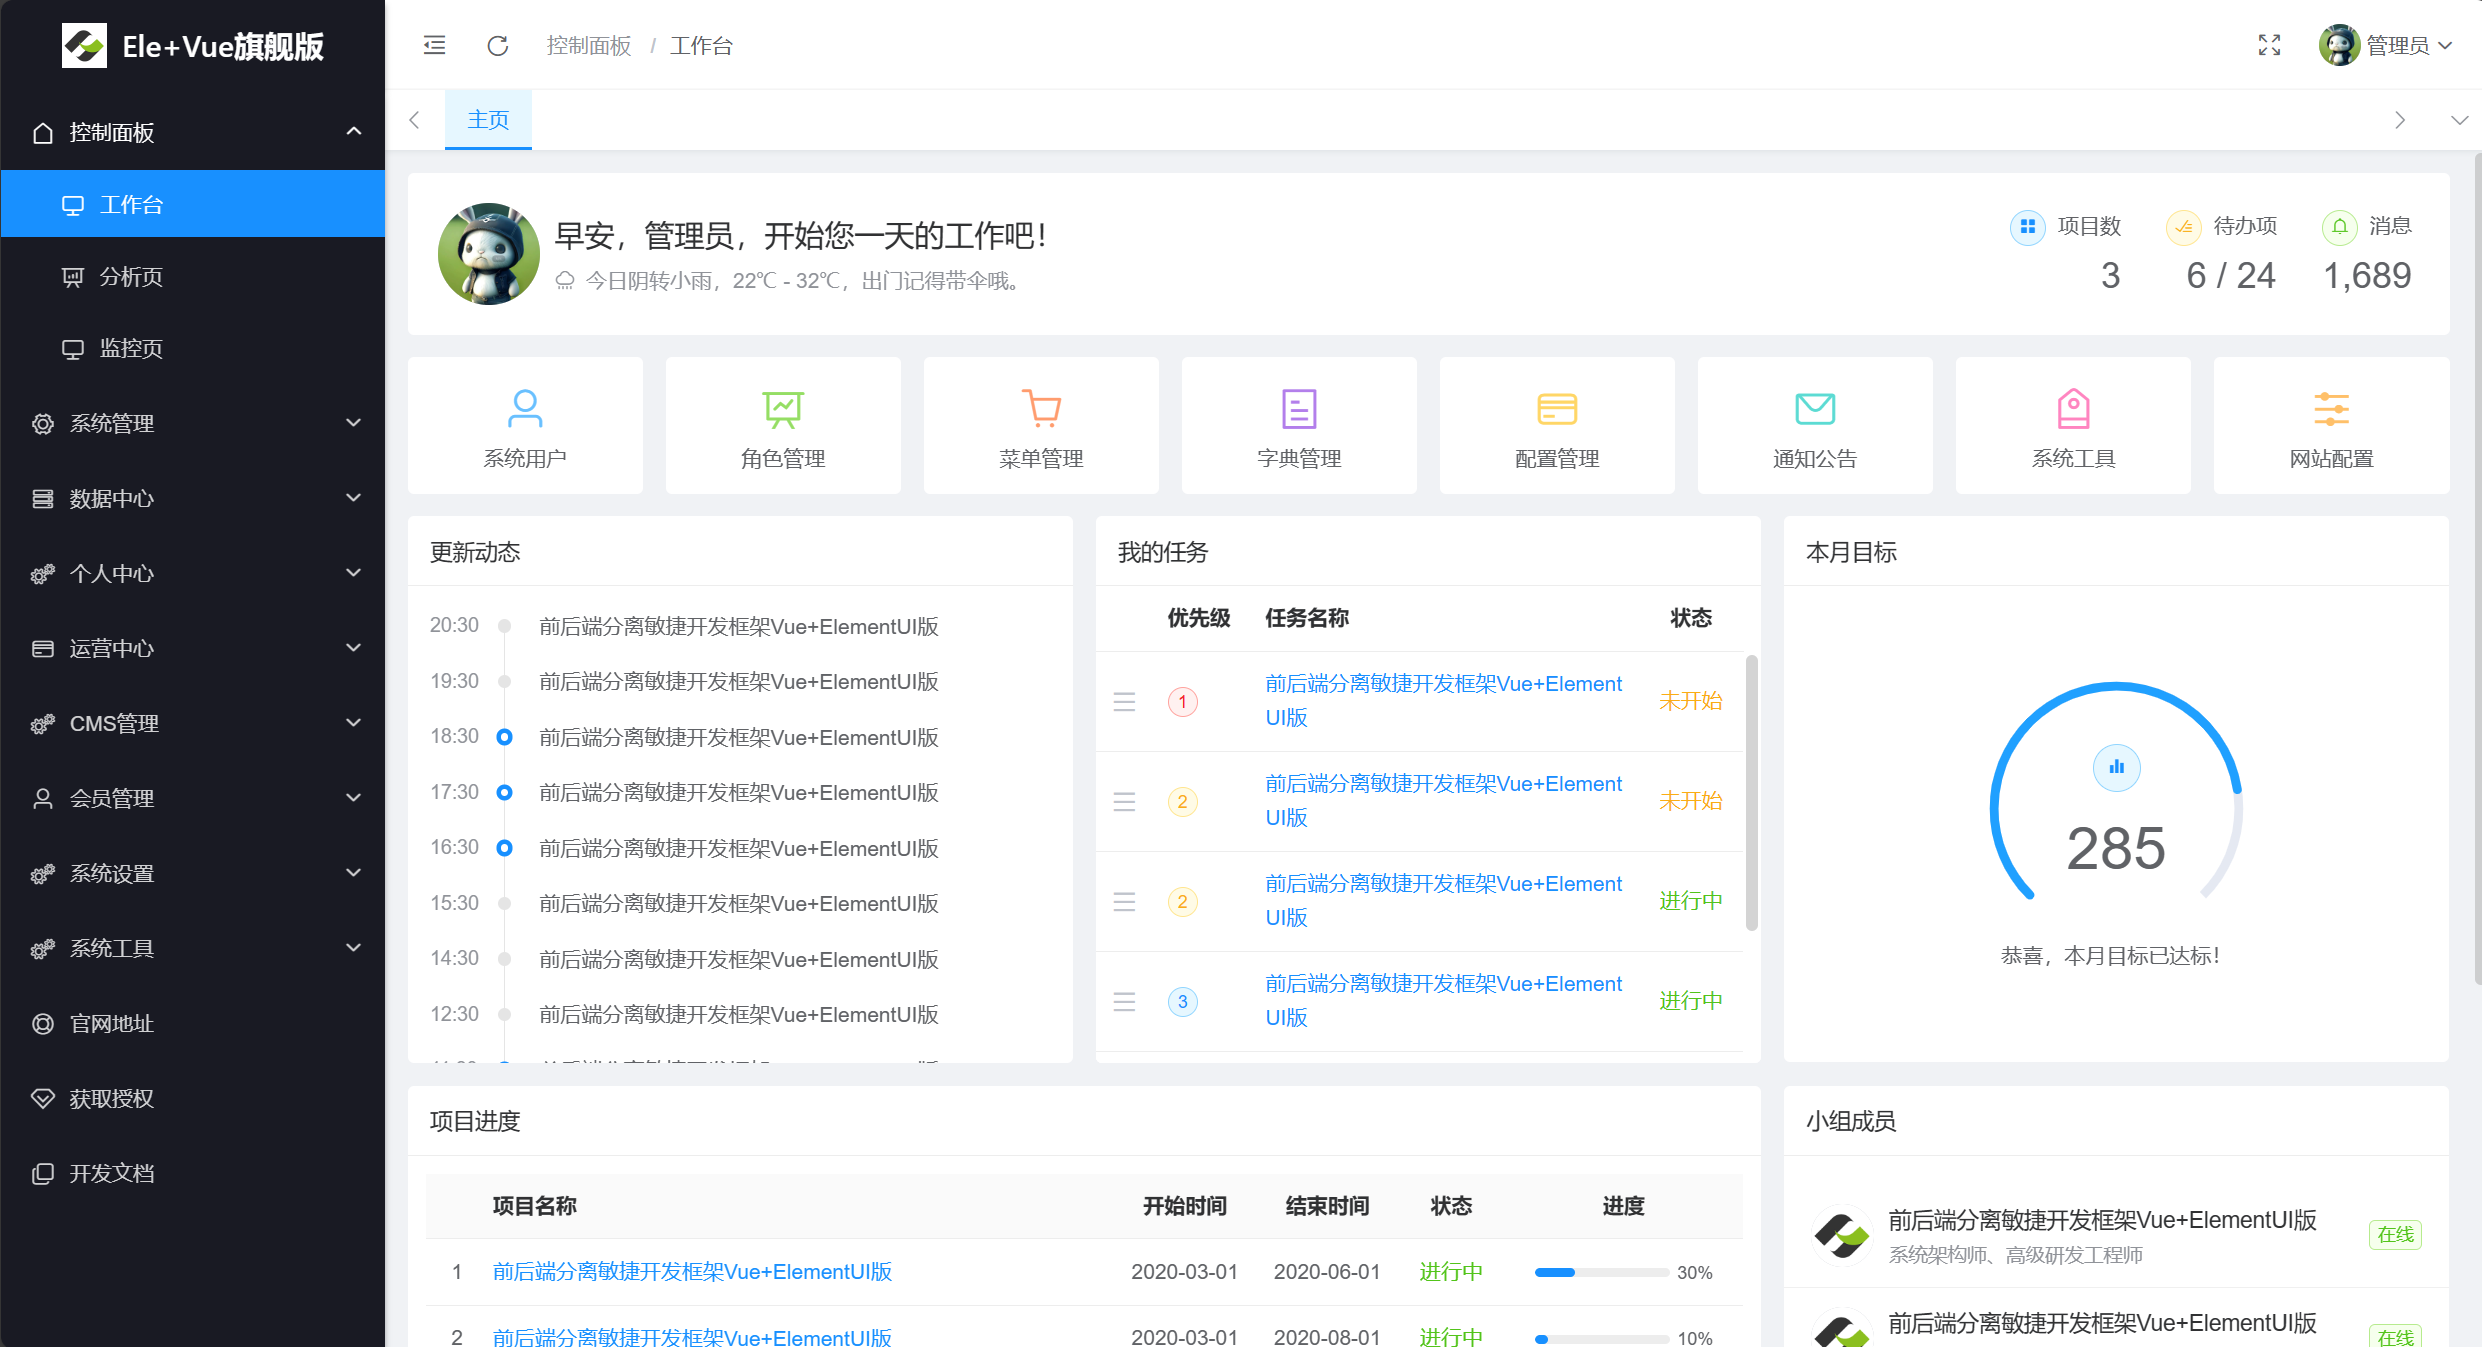 Ele+Vue旗舰版
控制面板
工作台
分析页
监控页
系统管理
数据中心
个人中心
运营中心
CMS管理
会员管理
系统设置
系统工具
官网地址
获取授权
开发文档
控制面板 / 工作台
管理员
主页
早安，管理员，开始您一天的工作吧！
今日阴转小雨，22℃ - 32℃，出门记得带伞哦。
项目数
3
待办项
6 / 24
消息
1,689
系统用户
角色管理
菜单管理
字典管理
配置管理
通知公告
系统工具
网站配置
更新动态
20:30 前后端分离敏捷开发框架Vue+ElementUI版
19:30 前后端分离敏捷开发框架Vue+ElementUI版
18:30 前后端分离敏捷开发框架Vue+ElementUI版
17:30 前后端分离敏捷开发框架Vue+ElementUI版
16:30 前后端分离敏捷开发框架Vue+ElementUI版
15:30 前后端分离敏捷开发框架Vue+ElementUI版
14:30 前后端分离敏捷开发框架Vue+ElementUI版
12:30 前后端分离敏捷开发框架Vue+ElementUI版
我的任务
优先级 任务名称 状态
1 前后端分离敏捷开发框架Vue+Element 未开始
UI版
2 前后端分离敏捷开发框架Vue+Element 未开始
UI版
2 前后端分离敏捷开发框架Vue+Element 进行中
UI版
3 前后端分离敏捷开发框架Vue+Element 进行中
UI版
本月目标
285
恭喜，本月目标已达标！
项目进度
项目名称 开始时间 结束时间 状态 进度
1 前后端分离敏捷开发框架Vue+ElementUI版 2020-03-01 2020-06-01 进行中 30%
2 前后端分离敏捷开发框架Vue+ElementUI版 2020-03-01 2020-08-01 进行中 10%
小组成员
前后端分离敏捷开发框架Vue+ElementUI版
系统架构师、高级研发工程师
在线
前后端分离敏捷开发框架Vue+ElementUI版
在线